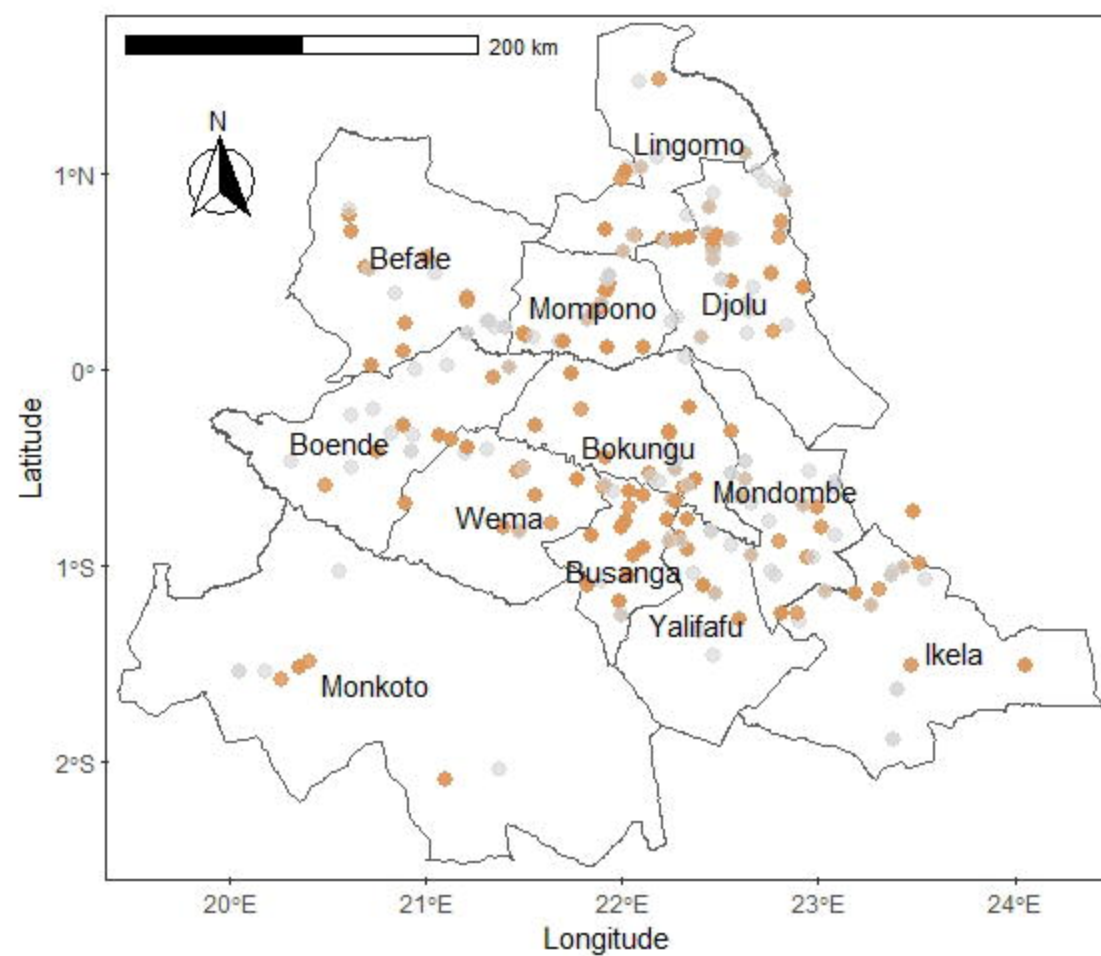 200 km
N
Lingomo
1°N
Befale
Mompono
Djolu
0°
Boende
Bokungu
Mondombe
Wema
1°S
Busanga
Yalifafu
Ikela
Monkoto
2°S
20°E 21°E 22°E 23°E 24°E
Longitude
Latitude